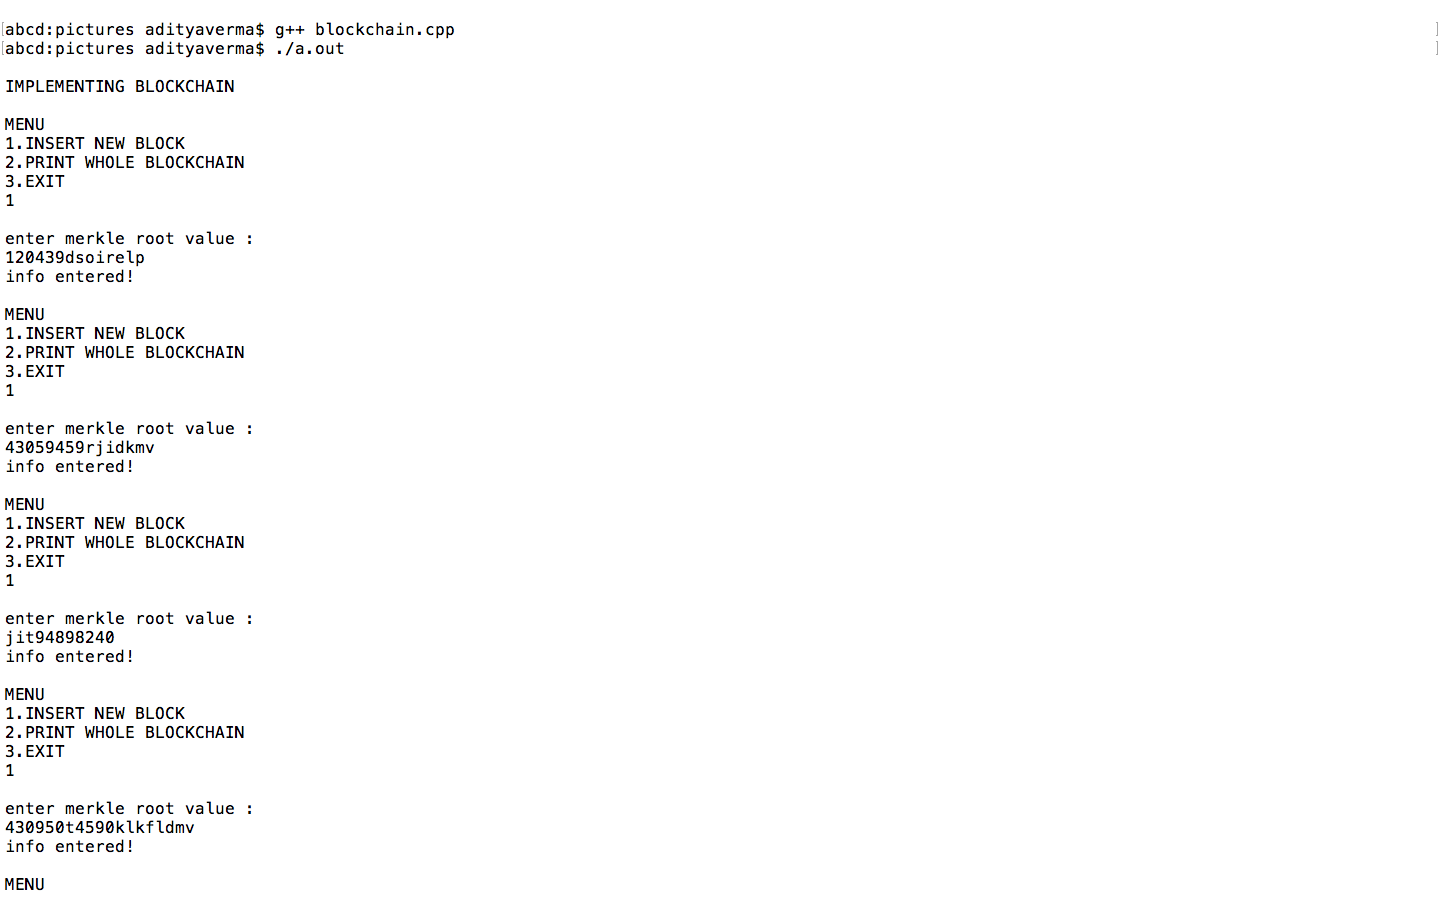 [abcd:pictures adityaverma$ g++ blockchain.cpp ]
[abcd:pictures adityaverma$ ./a.out ]
IMPLEMENTING BLOCKCHAIN
MENU
1.INSERT NEW BLOCK
2.PRINT WHOLE BLOCKCHAIN
3.EXIT
1
enter merkle root value :
120439dsoirelp
info entered!
MENU
1.INSERT NEW BLOCK
2.PRINT WHOLE BLOCKCHAIN
3.EXIT
1
enter merkle root value :
43059459rjidkmv
info entered!
MENU
1.INSERT NEW BLOCK
2.PRINT WHOLE BLOCKCHAIN
3.EXIT
1
enter merkle root value :
jit94898240
info entered!
MENU
1.INSERT NEW BLOCK
2.PRINT WHOLE BLOCKCHAIN
3.EXIT
1
enter merkle root value :
430950t4590klkfldmv
info entered!
MENU